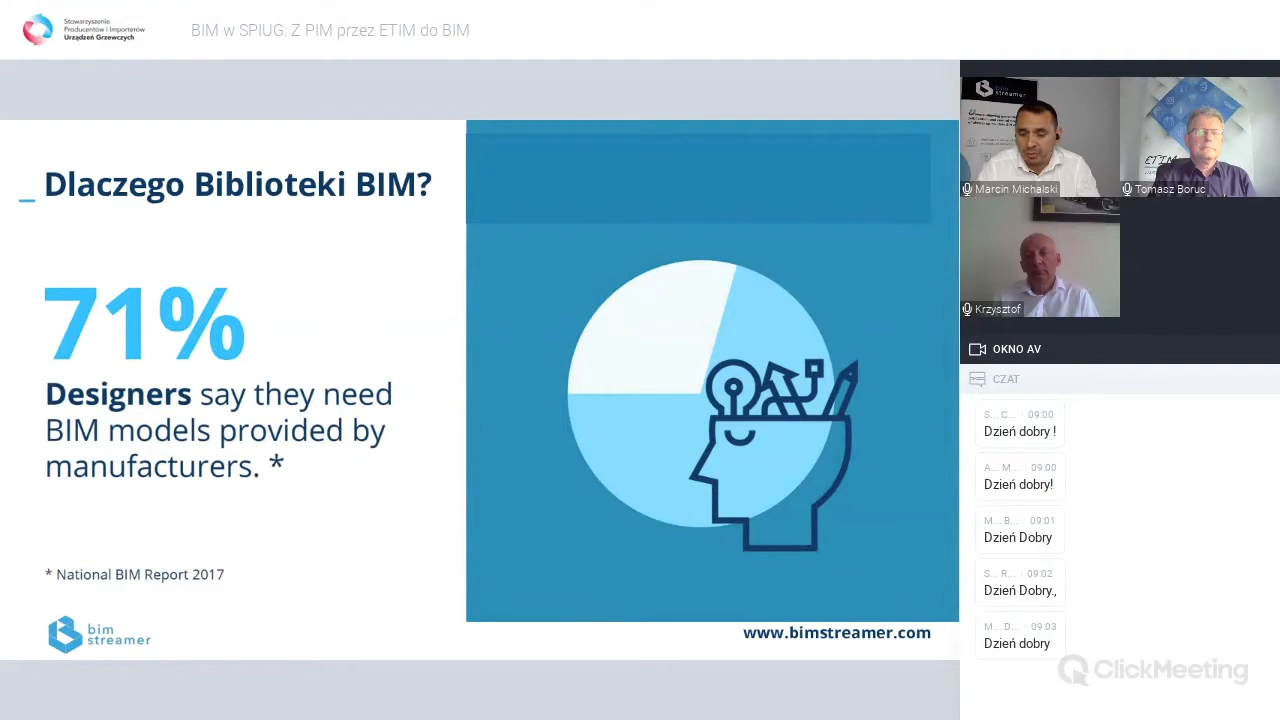 Stowarzyszenie
Producentów i Importerów
Urządzeń Grzewczych
BIM w SPIUG: Z PIM przez ETIM do BIM
_ Dlaczego Biblioteki BIM?
71%
Designers say they need
BIM models provided by
manufacturers. *
* National BIM Report 2017
bim
streamer
www.bimstreamer.com
bim
streamer
Marcin Michalski
ETIM
Tomasz Boruc
Krzysztof
OKNO AV
CZAT
S... C... · 09:00
Dzień dobry !
A... M... · 09:00
Dzień dobry!
M... B... · 09:01
Dzień Dobry
S... R... · 09:02
Dzień Dobry.,
M... D... · 09:03
Dzień dobry
ClickMeeting